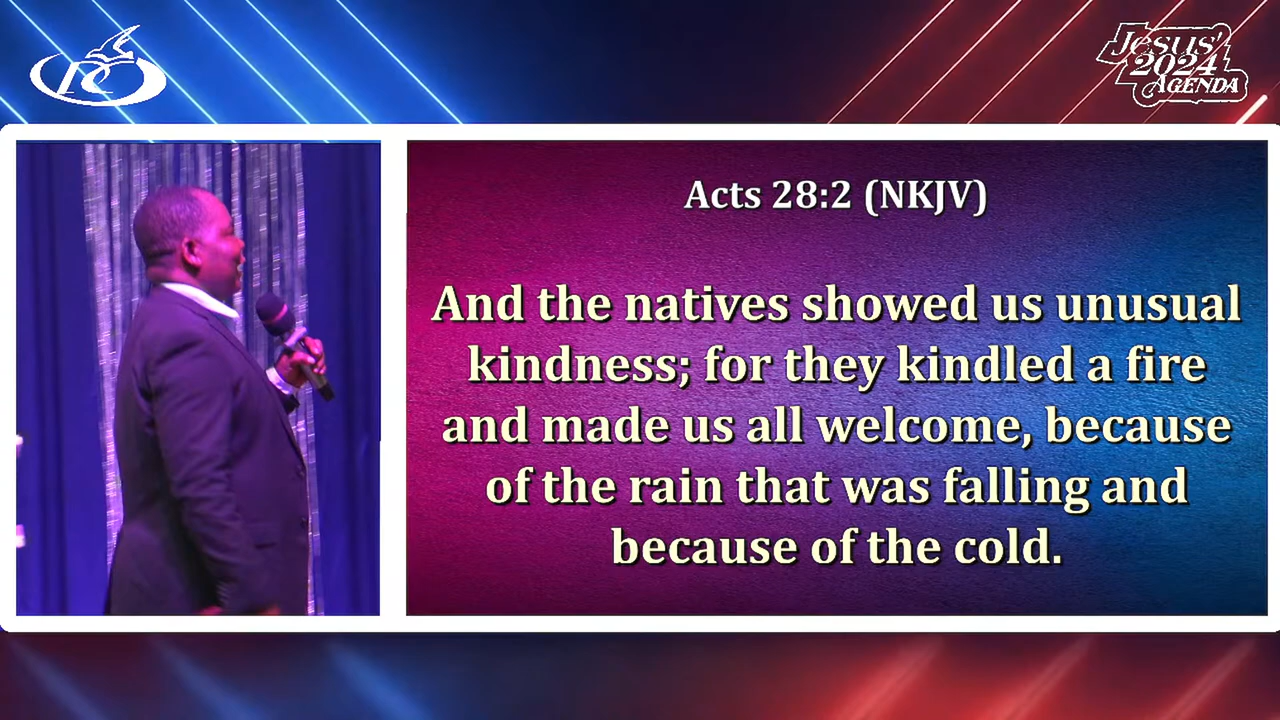 Jesus'
2024
Agenda
Acts 28:2 (NKJV)
And the natives showed us unusual
kindness; for they kindled a fire
and made us all welcome, because
of the rain that was falling and
because of the cold.